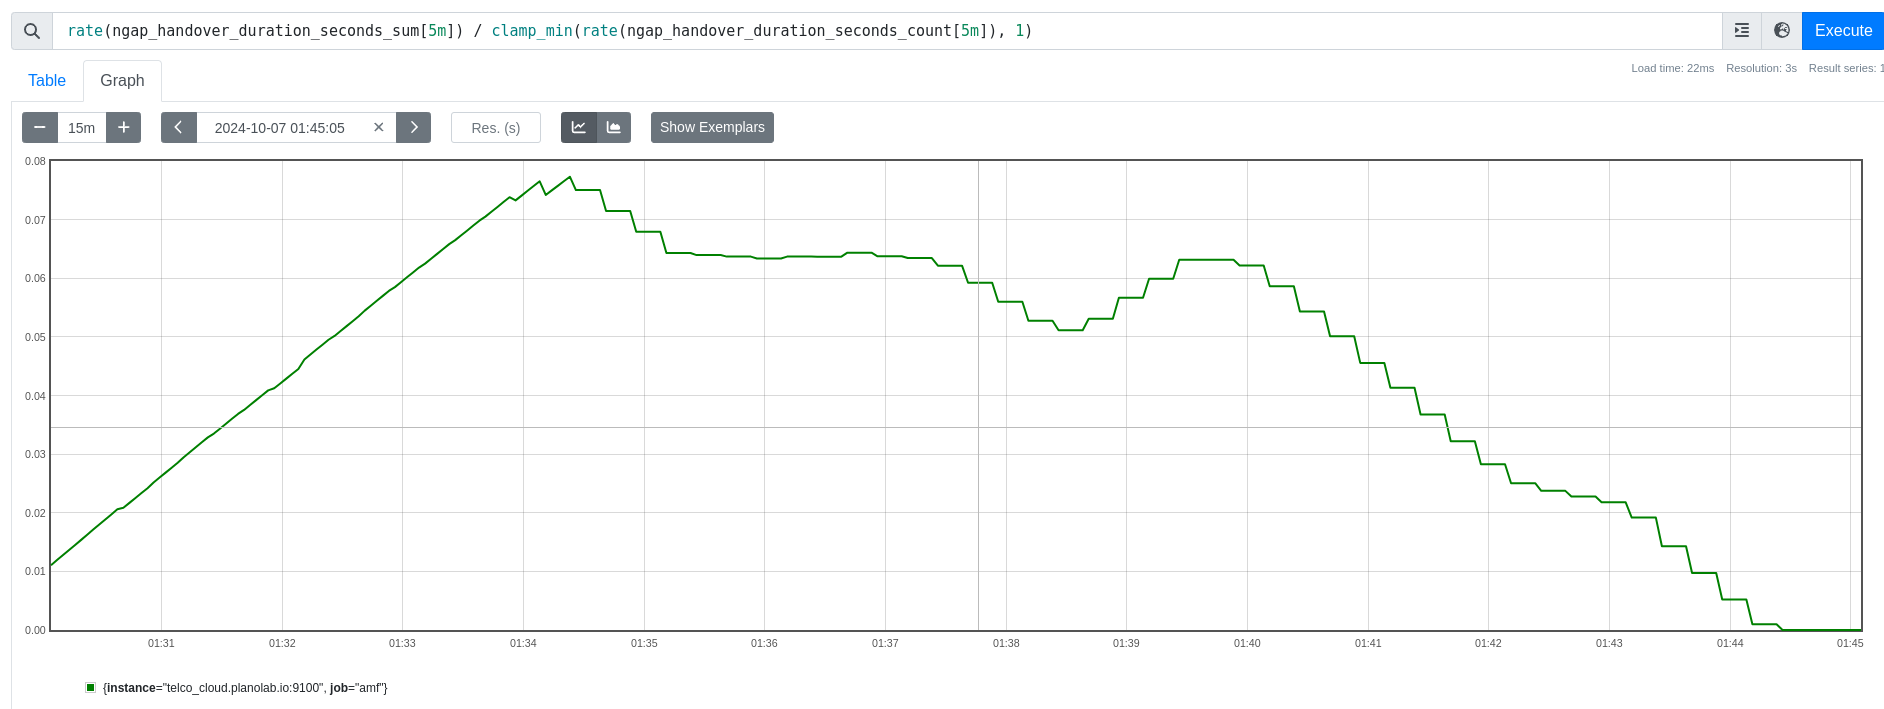 rate(ngap_handover_duration_seconds_sum[5m]) / clamp_min(rate(ngap_handover_duration_seconds_count[5m]), 1)
Execute
Table
Graph
Load time: 22ms Resolution: 3s Result series: 1
15m
2024-10-07 01:45:05
Res. (s)
Show Exemplars
0.08
0.07
0.06
0.05
0.04
0.03
0.02
0.01
0.00
01:31 01:32 01:33 01:34 01:35 01:36 01:37 01:38 01:39 01:40 01:41 01:42 01:43 01:44 01:45
{instance="telco_cloud.planolab.io:9100", job="amf"}